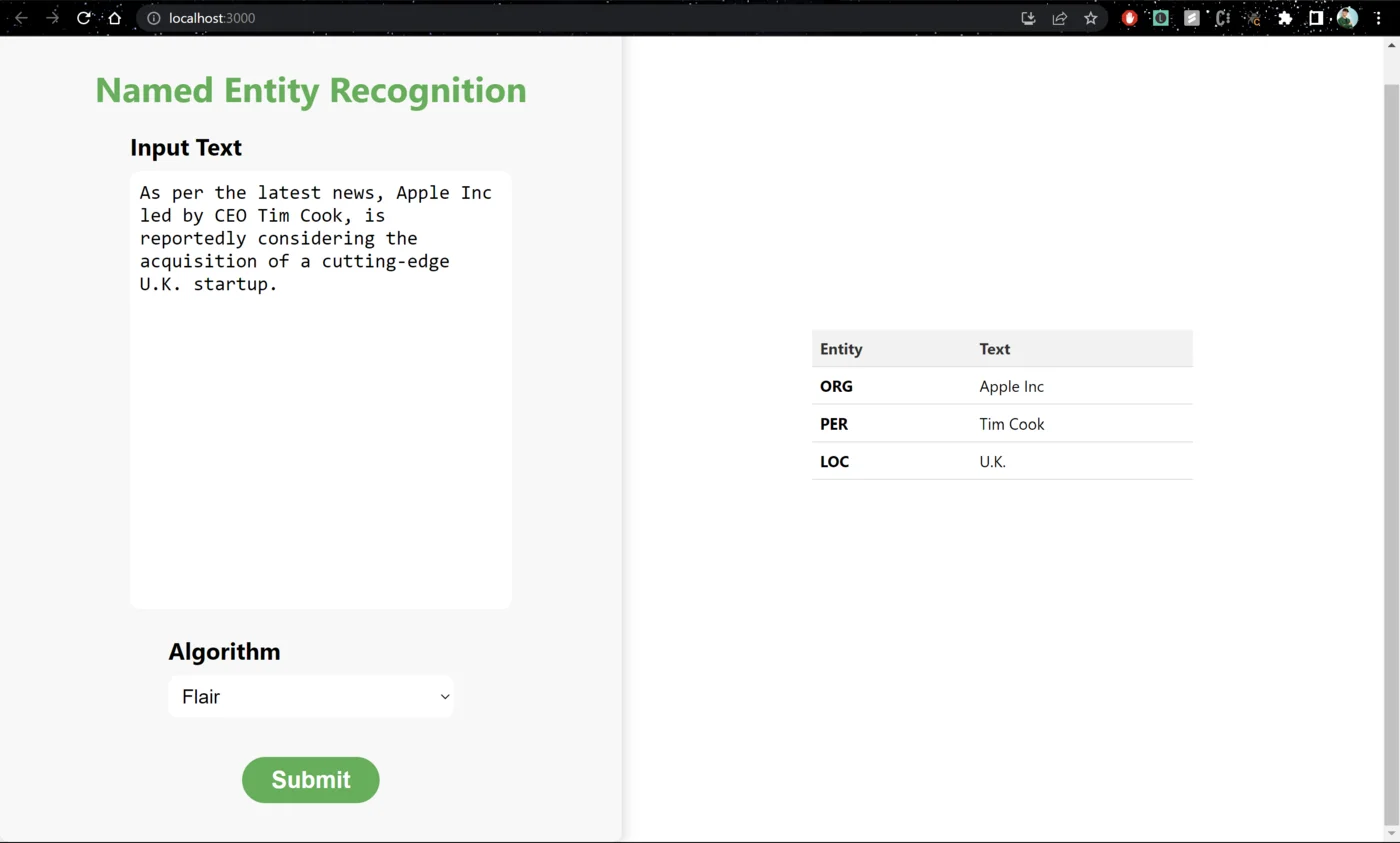 localhost:3000
Named Entity Recognition
Input Text
As per the latest news, Apple Inc
led by CEO Tim Cook, is
reportedly considering the
acquisition of a cutting-edge
U.K. startup.
Algorithm
Flair
Submit
Entity Text
ORG Apple Inc
PER Tim Cook
LOC U.K.